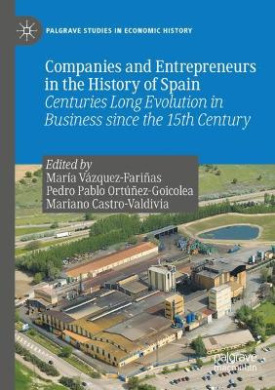 PALGRAVE STUDIES IN ECONOMIC HISTORY
Companies and Entrepreneurs
in the History of Spain
Centuries Long Evolution in
Business since the 15th Century
Edited by
María Vázquez-Fariñas
Pedro Pablo Ortúñez-Goicolea
Mariano Castro-Valdivia
palgrave
macmillan